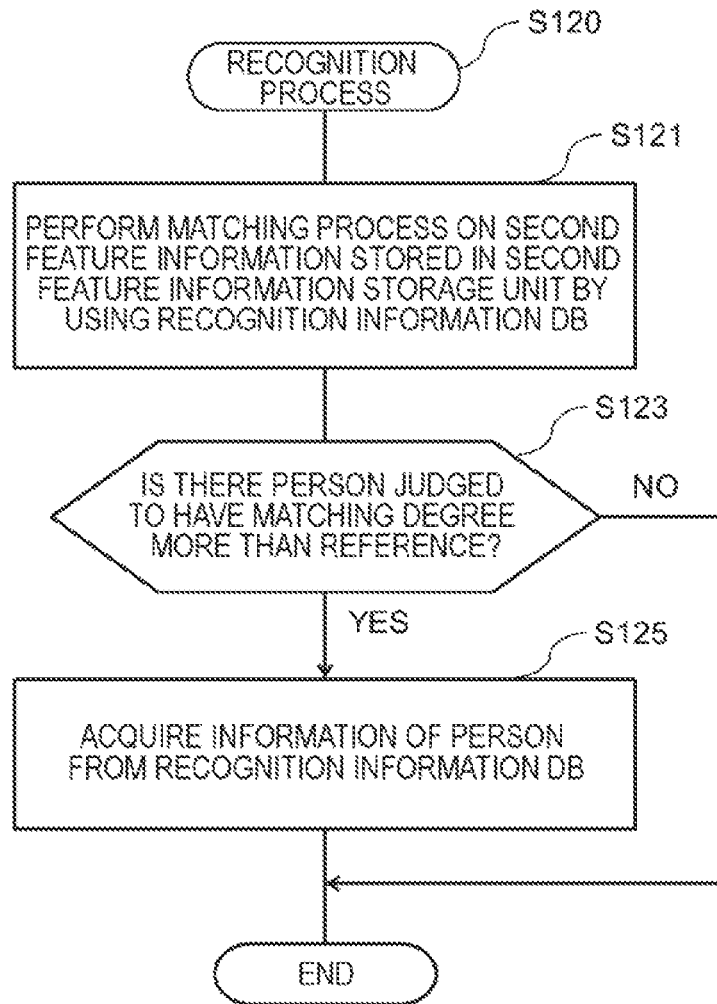 S120
RECOGNITION
PROCESS
S121
PERFORM MATCHING PROCESS ON SECOND
FEATURE INFORMATION STORED IN SECOND
FEATURE INFORMATION STORAGE UNIT BY
USING RECOGNITION INFORMATION DB
S123
IS THERE PERSON JUDGED
TO HAVE MATCHING DEGREE
MORE THAN REFERENCE?
NO
YES
S125
ACQUIRE INFORMATION OF PERSON
FROM RECOGNITION INFORMATION DB
END